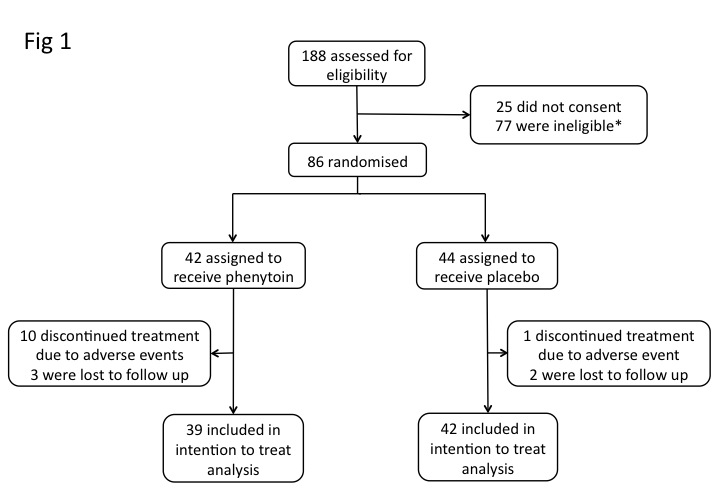 Fig 1
188 assessed for
eligibility
25 did not consent
77 were ineligible*
86 randomised
42 assigned to
receive phenytoin
44 assigned to
receive placebo
10 discontinued treatment
due to adverse events
3 were lost to follow up
1 discontinued treatment
due to adverse event
2 were lost to follow up
39 included in
intention to treat
analysis
42 included in
intention to treat
analysis